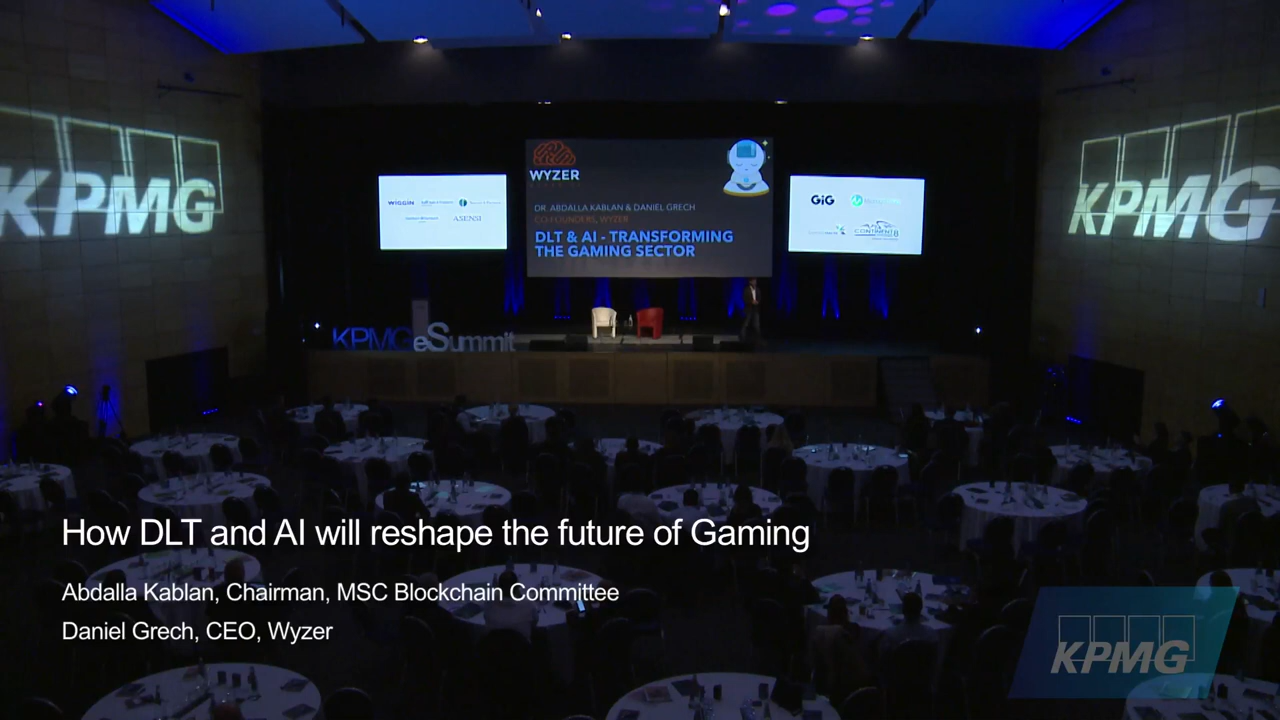 KPMG
KPMG
WIGGIN
ASENSI
WYZER
DR. ABDALLA KABLAN & DANIEL GRECH
CO-FOUNDERS, WYZER
DLT & AI - TRANSFORMING
THE GAMING SECTOR
GiG
CONTINENT 8
KPMG eSummit
How DLT and AI will reshape the future of Gaming
Abdalla Kablan, Chairman, MSC Blockchain Committee
Daniel Grech, CEO, Wyzer
KPMG